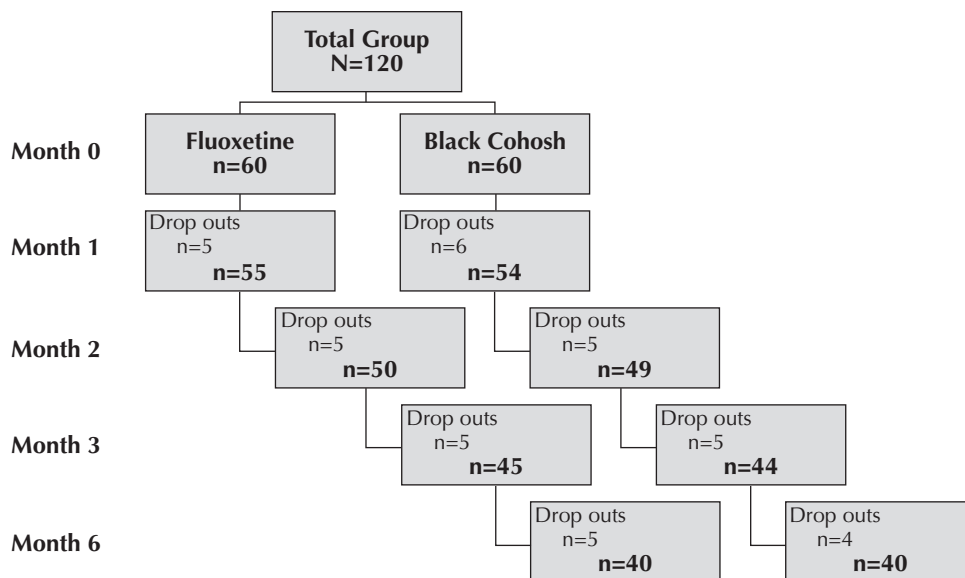 Total Group
N=120
Month 0
Fluoxetine
n=60
Black Cohosh
n=60
Month 1
Drop outs
n=5
n=55
Drop outs
n=6
n=54
Month 2
Drop outs
n=5
n=50
Drop outs
n=5
n=49
Month 3
Drop outs
n=5
n=45
Drop outs
n=5
n=44
Month 6
Drop outs
n=5
n=40
Drop outs
n=4
n=40